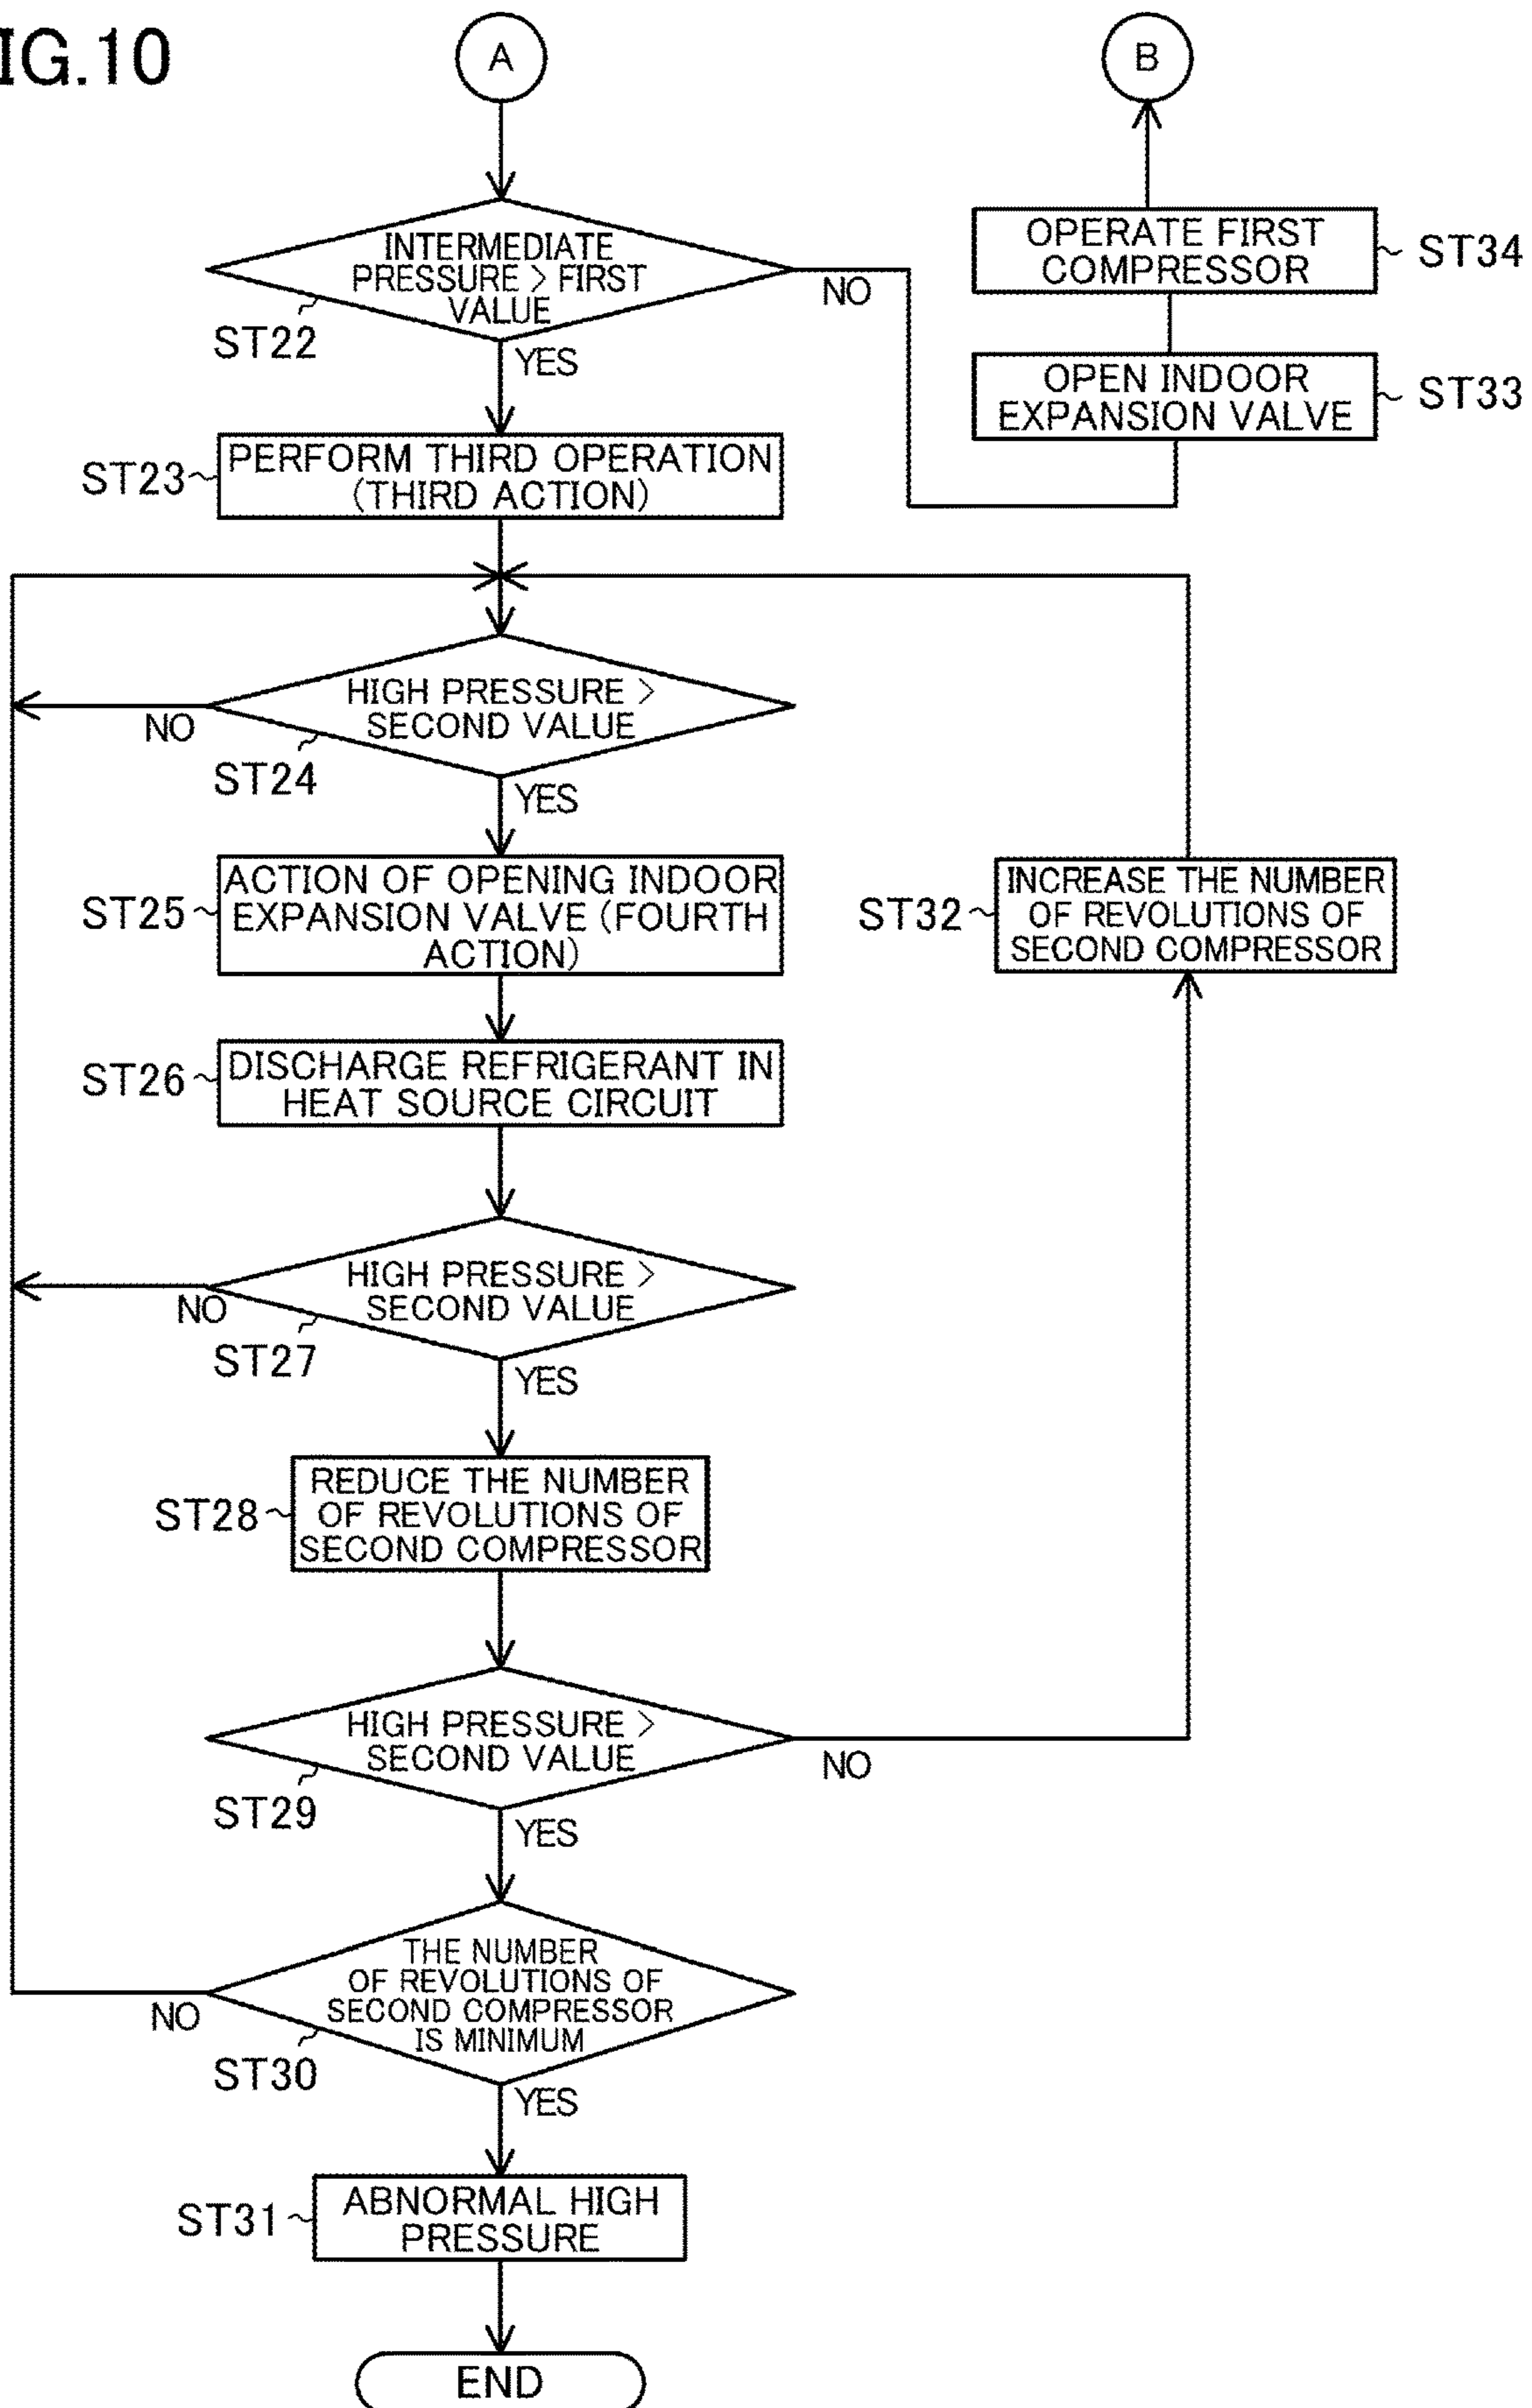 IG.10
A
B
INTERMEDIATE
PRESSURE > FIRST
VALUE
ST22
NO
YES
OPERATE FIRST
COMPRESSOR
ST34
OPEN INDOOR
EXPANSION VALVE
ST33
ST23
PERFORM THIRD OPERATION
(THIRD ACTION)
HIGH PRESSURE >
SECOND VALUE
NO
ST24
YES
ST25
ACTION OF OPENING INDOOR
EXPANSION VALVE (FOURTH
ACTION)
ST32
INCREASE THE NUMBER
OF REVOLUTIONS OF
SECOND COMPRESSOR
ST26
DISCHARGE REFRIGERANT IN
HEAT SOURCE CIRCUIT
HIGH PRESSURE >
SECOND VALUE
NO
ST27
YES
ST28
REDUCE THE NUMBER
OF REVOLUTIONS OF
SECOND COMPRESSOR
HIGH PRESSURE >
SECOND VALUE
NO
ST29
YES
THE NUMBER
OF REVOLUTIONS OF
SECOND COMPRESSOR
IS MINIMUM
NO
ST30
YES
ST31
ABNORMAL HIGH
PRESSURE
END